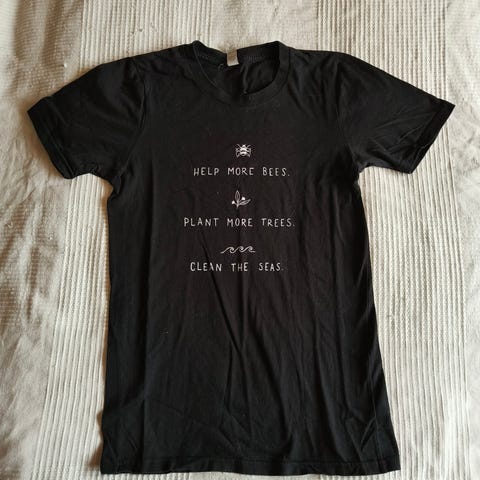 HELP MORE BEES.
PLANT MORE TREES.
CLEAN THE SEAS.